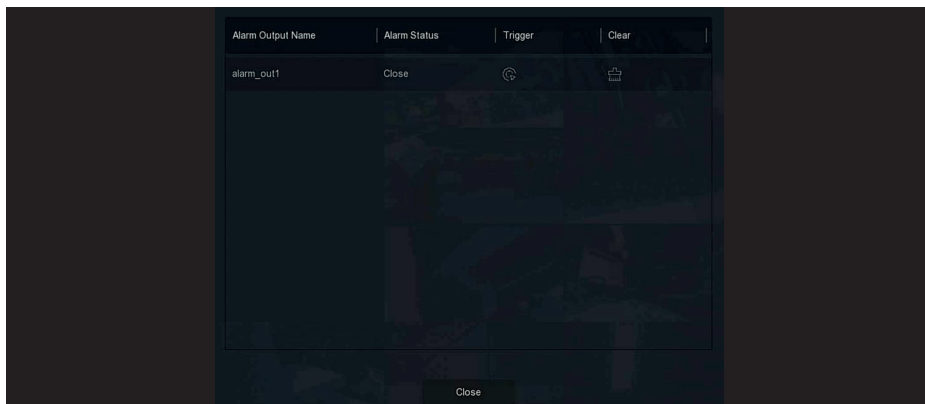 Alarm Output Name Alarm Status Trigger Clear
alarm_out1 Close
Close